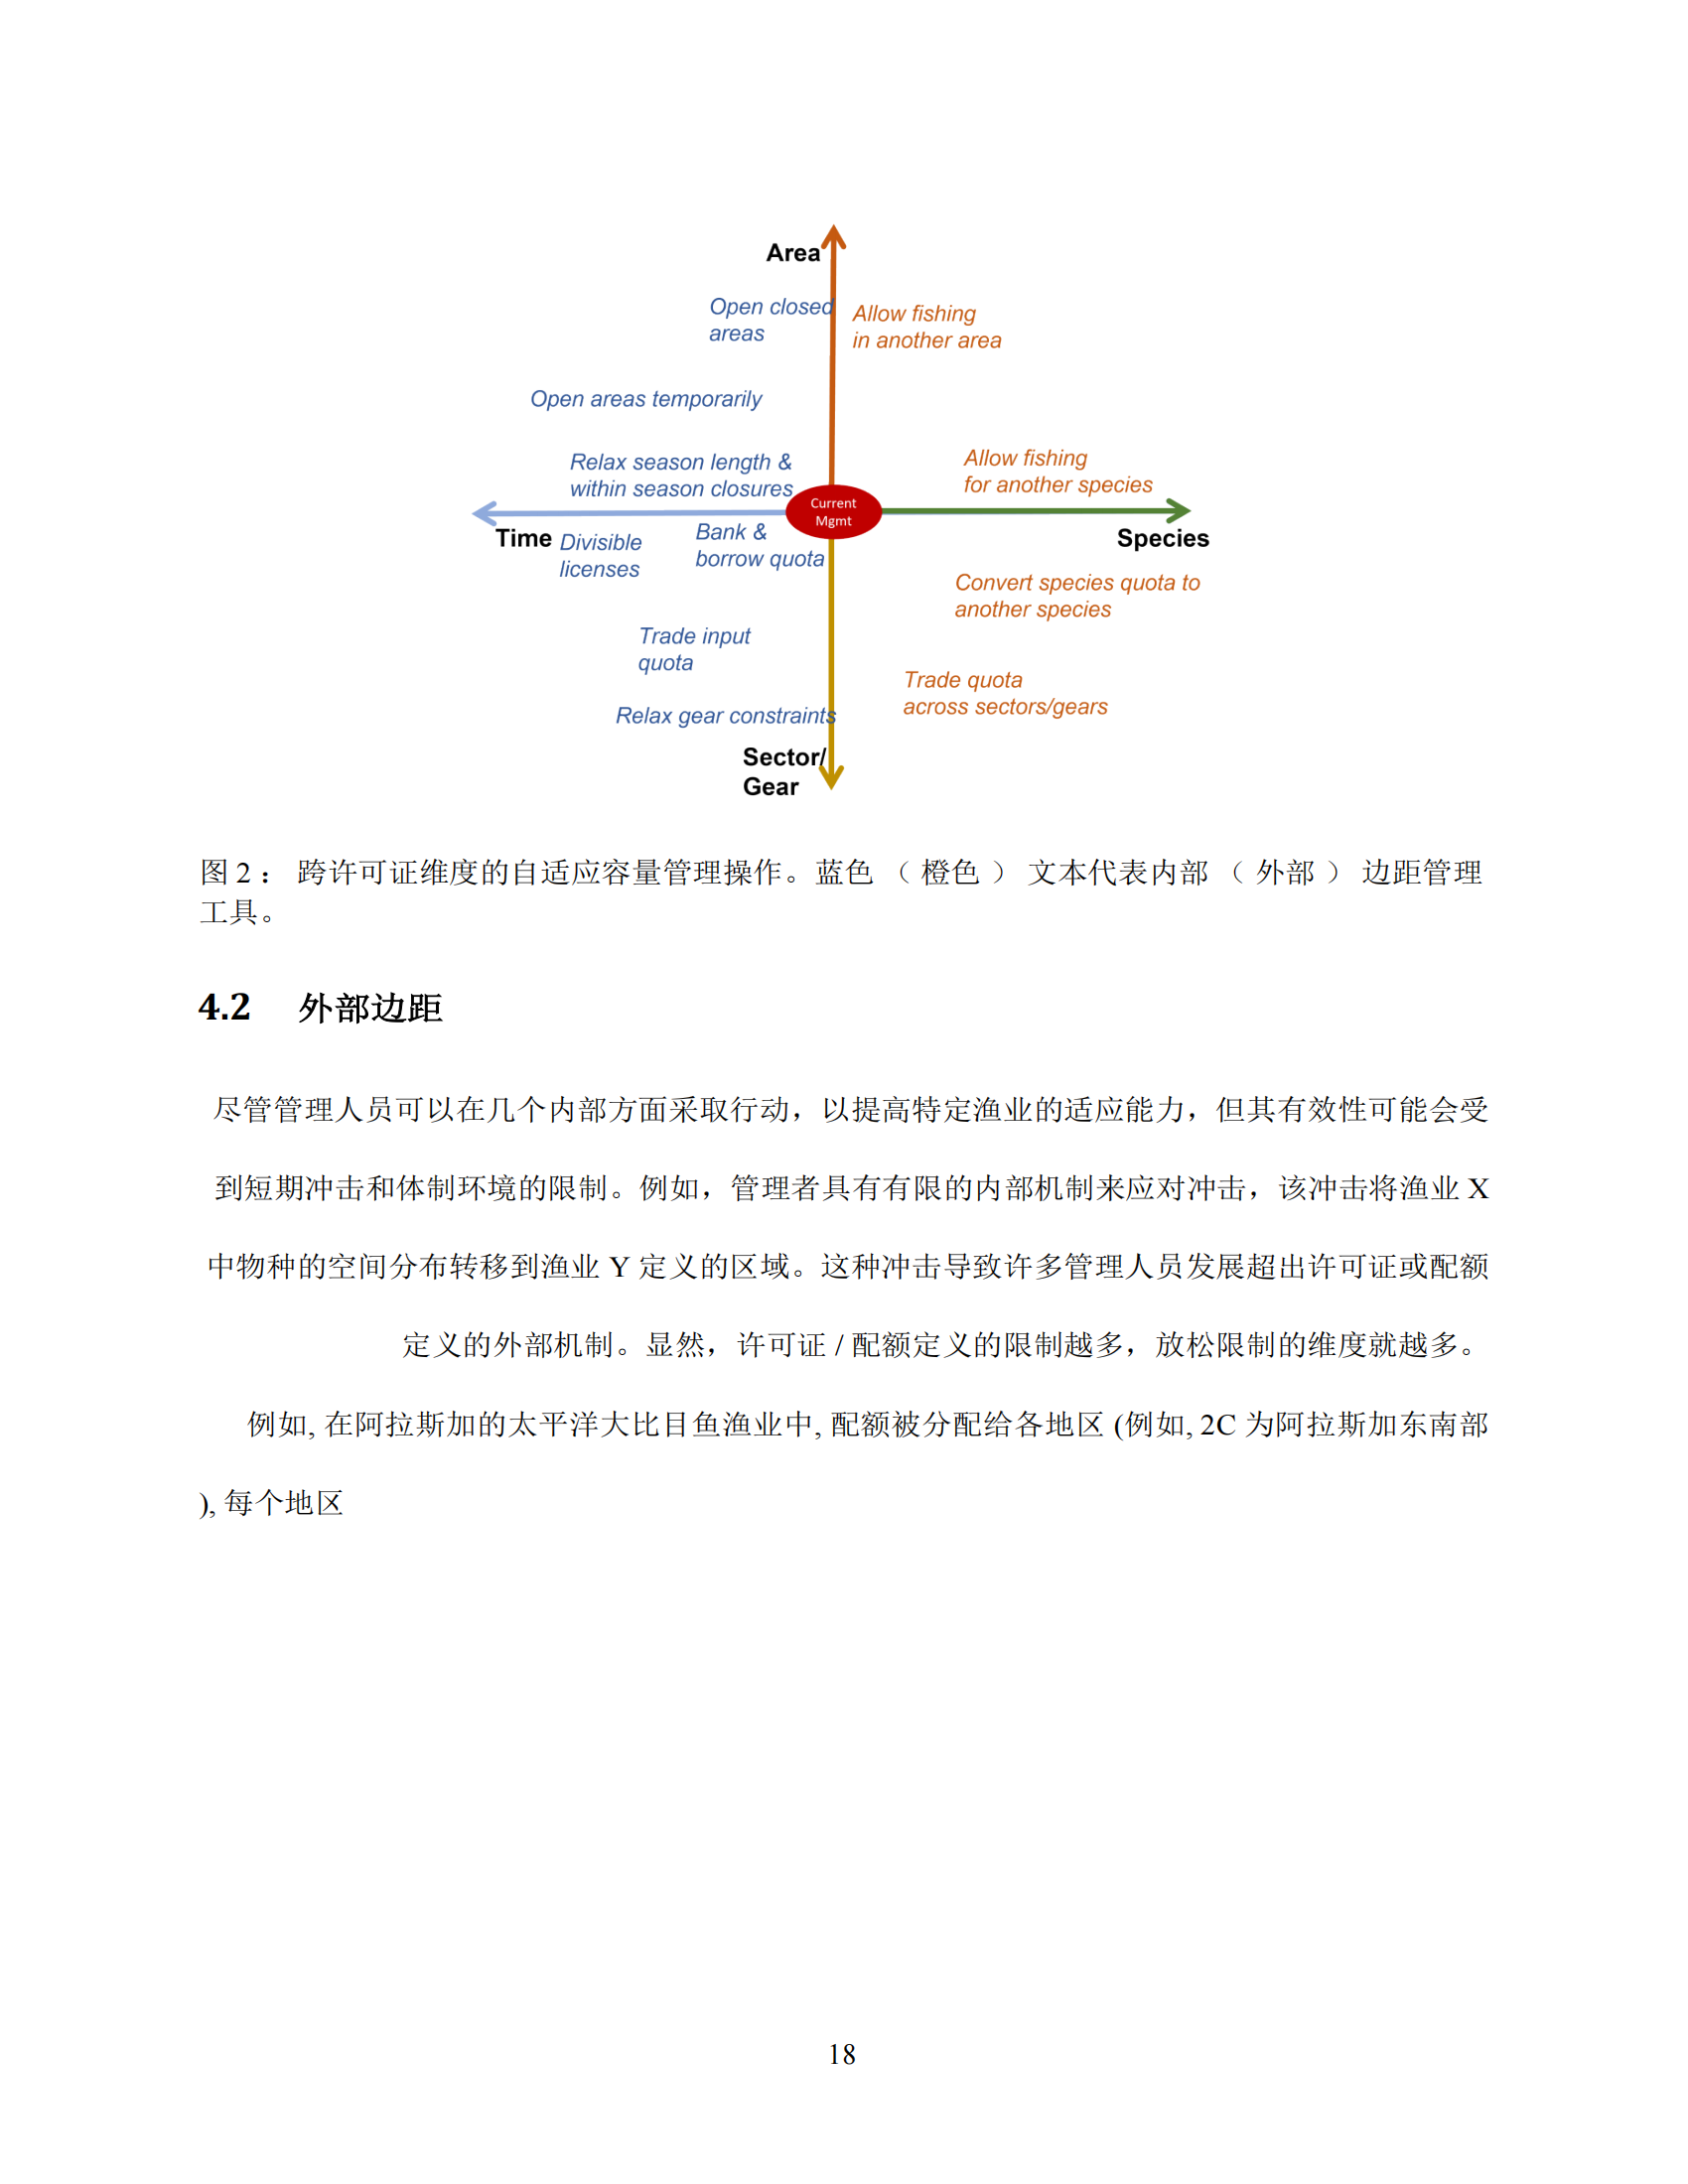 Area
Open closed
areas
Allow fishing
in another area
Open areas temporarily
Relax season length &
within season closures
Allow fishing
for another species
Current
Mgmt
Time
Divisible
licenses
Bank &
borrow quota
Species
Convert species quota to
another species
Trade input
quota
Trade quota
across sectors/gears
Relax gear constraints
Sector/
Gear
图 2： 跨许可证维度的自适应容量管理操作。蓝色 （ 橙色 ） 文本代表内部 （ 外部 ） 边距管理
工具。
4.2 外部边距
尽管管理人员可以在几个内部方面采取行动，以提高特定渔业的适应能力，但其有效性可能会受
到短期冲击和体制环境的限制。例如，管理者具有有限的内部机制来应对冲击，该冲击将渔业 X
中物种的空间分布转移到渔业 Y 定义的区域。这种冲击导致许多管理人员发展超出许可证或配额
定义的外部机制。显然，许可证 / 配额定义的限制越多，放松限制的维度就越多。
例如, 在阿拉斯加的太平洋大比目鱼渔业中, 配额被分配给各地区 (例如, 2C 为阿拉斯加东南部
), 每个地区
18